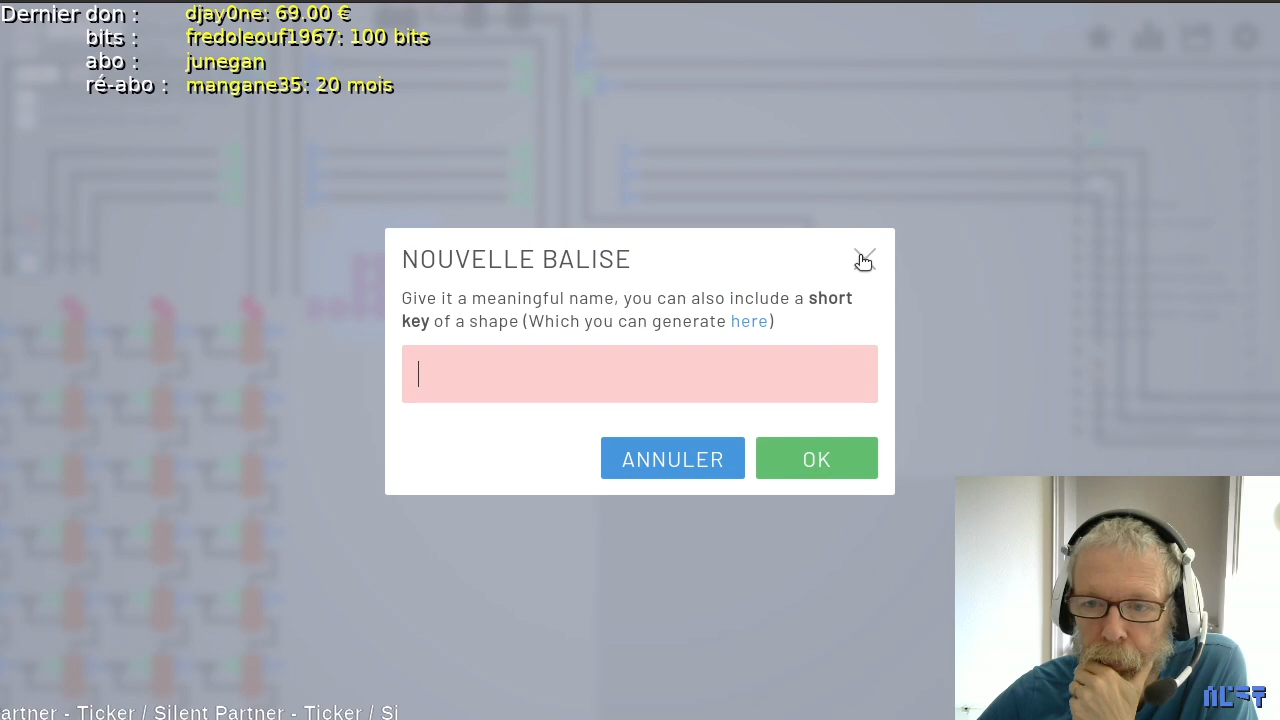 Dernier don : djay0ne: 69.00 €
bits : fredoleouf1967: 100 bits
abo : junegan
ré-abo : mangane35: 20 mois
NOUVELLE BALISE
Give it a meaningful name, you can also include a short
key of a shape (Which you can generate here)
ANNULER OK
artner - Ticker / Silent Partner - Ticker / Si